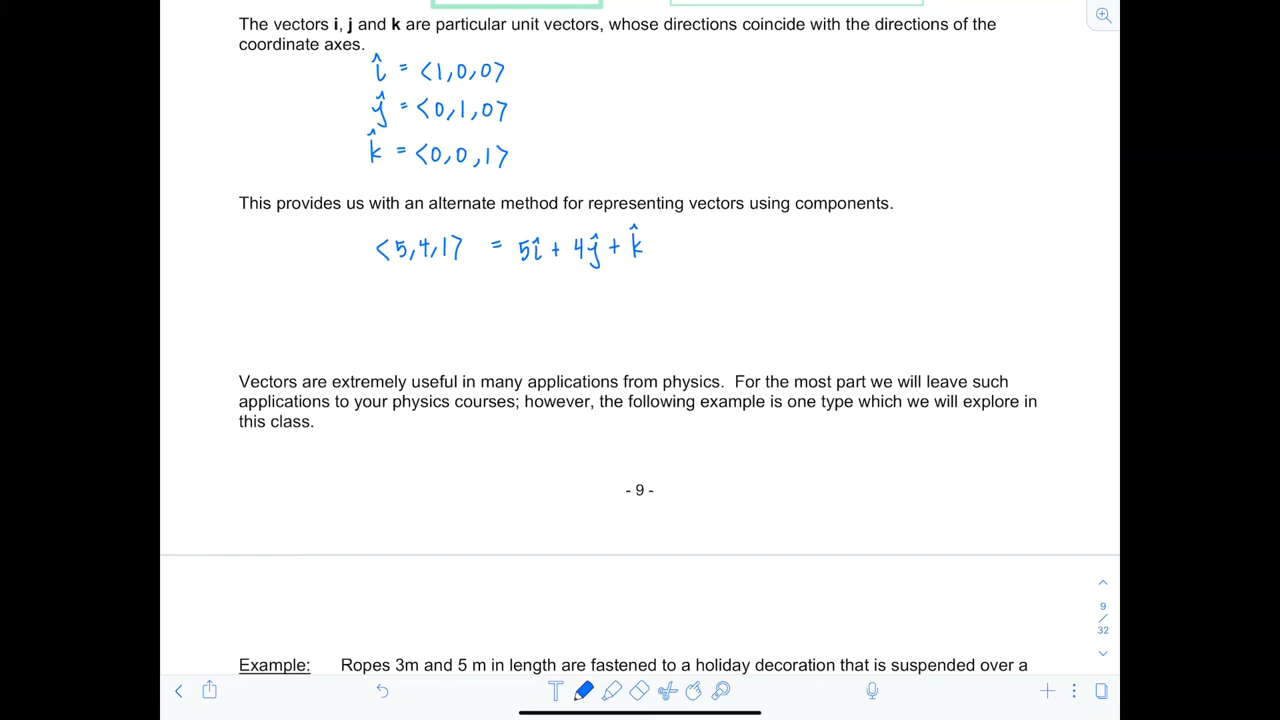 The vectors i, j and k are particular unit vectors, whose directions coincide with the directions of the
coordinate axes.
î = <1,0,0>
ĵ = <0,1,0>
k̂ = <0,0,1>
This provides us with an alternate method for representing vectors using components.
<5,4,1> = 5î + 4ĵ + k̂
Vectors are extremely useful in many applications from physics. For the most part we will leave such
applications to your physics courses; however, the following example is one type which we will explore in
this class.
- 9 -
9
/
32
Example: Ropes 3m and 5 m in length are fastened to a holiday decoration that is suspended over a
T